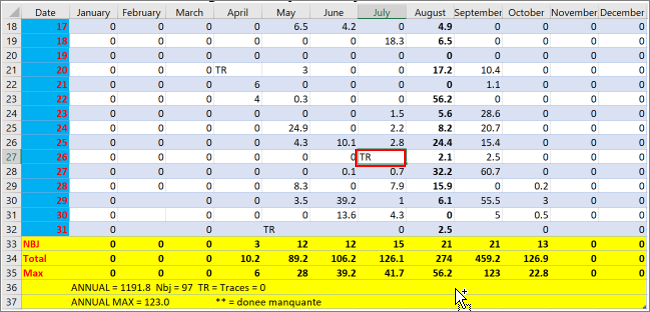 Date January February March April May June July August September October November December
18 17 0 0 0 0 6.5 4.2 0 4.9 0 0 0 0
19 18 0 0 0 0 0 0 18.3 6.5 0 0 0 0
20 19 0 0 0 0 0 0 0 0 0 0 0 0
21 20 0 0 0 TR 3 0 0 17.2 10.4 0 0 0
22 21 0 0 0 6 0 0 0 0 1.1 0 0 0
23 22 0 0 0 4 0.3 0 0 56.2 0 0 0 0
24 23 0 0 0 0 0 0 1.5 5.6 28.6 0 0 0
25 24 0 0 0 0 24.9 0 2.2 8.2 20.7 0 0 0
26 25 0 0 0 0 4.3 10.1 2.8 24.4 15.4 0 0 0
27 26 0 0 0 0 0 0 TR 2.1 2.5 0 0 0
28 27 0 0 0 0 0 0.1 0.7 32.2 60.7 0 0 0
29 28 0 0 0 0 8.3 0 7.9 15.9 0 0.2 0 0
30 29 0 0 0 3.5 39.2 1 6.1 55.5 3 0 0
31 30 0 0 0 0 13.6 4.3 0 5 0.5 0 0
32 31 0 0 TR 0 2.5 0 0
33 NBJ 0 0 0 3 12 12 15 21 21 13 0 0
34 Total 0 0 0 10.2 89.2 106.2 126.1 274 459.2 126.9 0 0
35 Max 0 0 0 6 28 39.2 41.7 56.2 123 22.8 0 0
36 ANNUAL = 1191.8 Nbj = 97 TR = Traces = 0
37 ANNUAL MAX = 123.0 ** = donee manquante